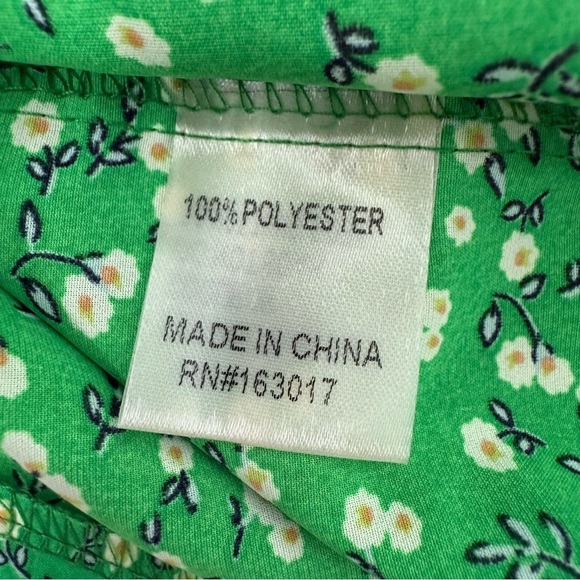 100% POLYESTER
MADE IN CHINA
RN#163017